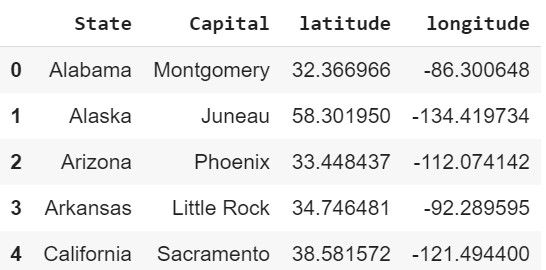 State Capital latitude longitude
0 Alabama Montgomery 32.366966 -86.300648
1 Alaska Juneau 58.301950 -134.419734
2 Arizona Phoenix 33.448437 -112.074142
3 Arkansas Little Rock 34.746481 -92.289595
4 California Sacramento 38.581572 -121.494400